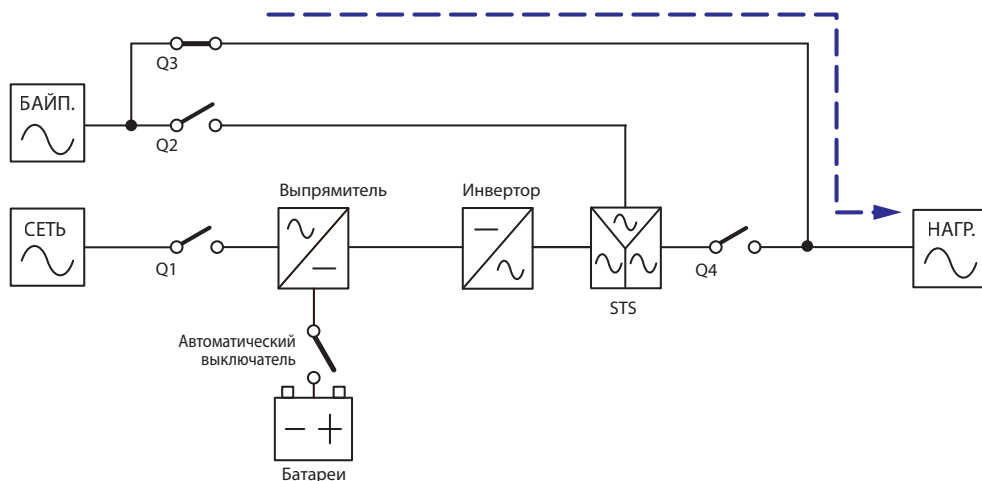 Q3
БАЙП.
Q2
Выпрямитель
Инвертор
СЕТЬ
НАГР.
Q1
Q4
STS
Автоматический
выключатель
Батареи